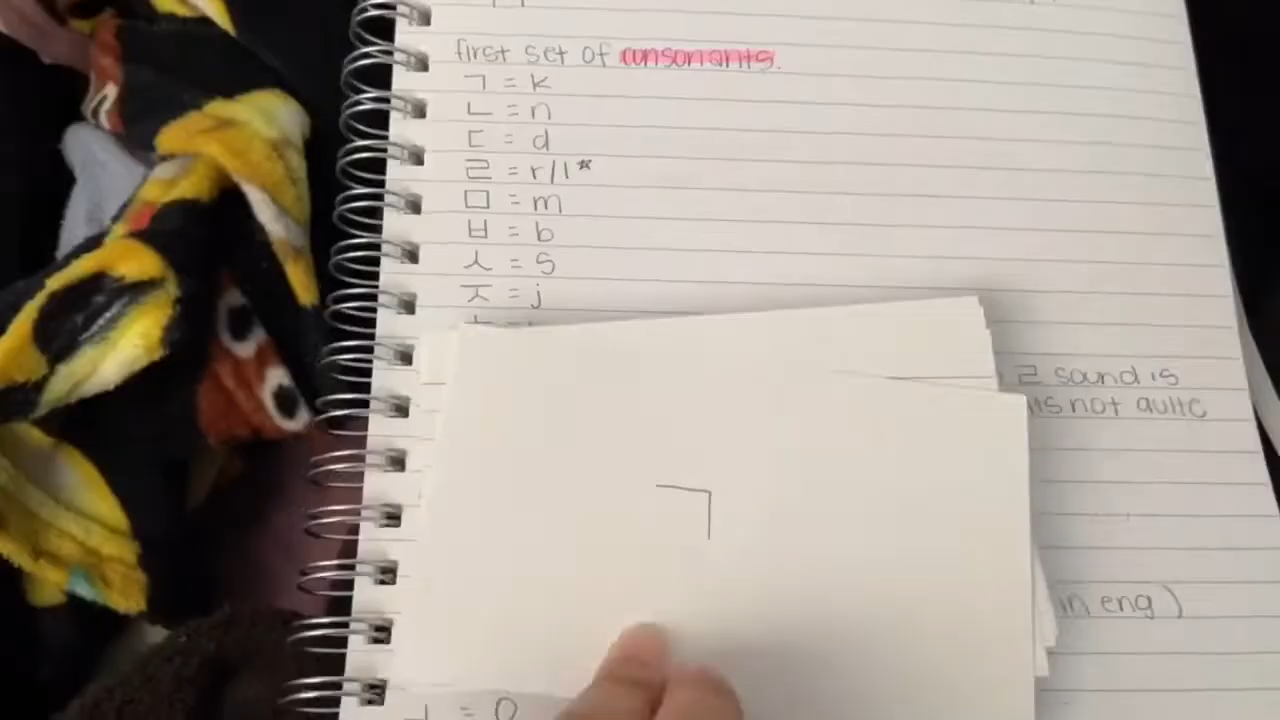 first set of consonants.
ㄱ = k
ㄴ = n
ㄷ = d
ㄹ = r/l*
ㅁ = m
ㅂ = b
ㅅ = s
ㅈ = j
ㄹ sound is
is not quite
ㄱ
in eng )